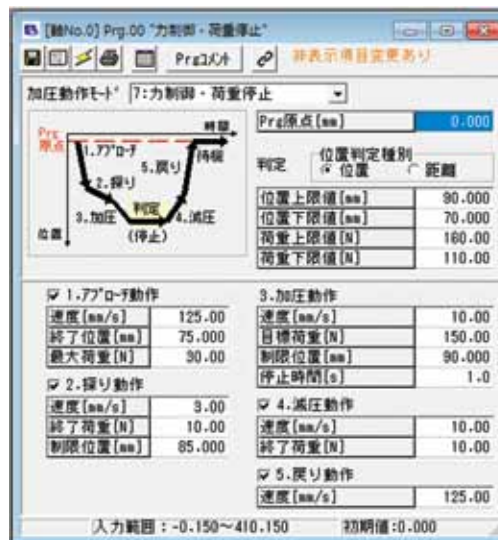 [軸No.0] Prg.00 "力制御・荷重停止"
Prgコメント 非表示項目変更あり
加圧動作モード 7:力制御・荷重停止
Prg原点[mm] 0.000
Prg原点
時間
1.アプローチ
待機
5.戻り
2.探り
3.加圧
判定
4.減圧
位置
(停止)
判定 位置判定種別
位置 距離
位置上限値[mm] 90.000
位置下限値[mm] 70.000
荷重上限値[N] 160.00
荷重下限値[N] 110.00
1.アプローチ動作
速度[mm/s] 125.00
終了位置[mm] 75.000
最大荷重[N] 30.00
2.探り動作
速度[mm/s] 3.00
終了荷重[N] 10.00
制限位置[mm] 85.000
3.加圧動作
速度[mm/s] 10.00
目標荷重[N] 150.00
制限位置[mm] 90.000
停止時間[s] 1.0
4.減圧動作
速度[mm/s] 10.00
終了荷重[N] 10.00
5.戻り動作
速度[mm/s] 125.00
入力範囲:-0.150～410.150 初期値:0.000